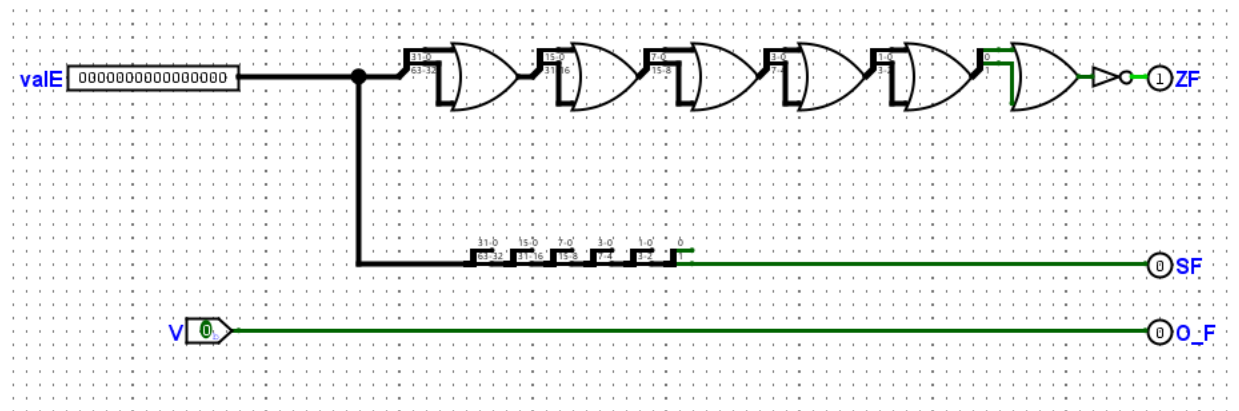 valE 0000000000000000
31-0 15-0 7-0 3-0 1-0 0
63-32 31-16 15-8 7-4 3-2 1
1 ZF
31-0 15-0 7-0 3-0 1-0 0
63-32 31-16 15-8 7-4 3-2 1
0 SF
V 0 0 O_F